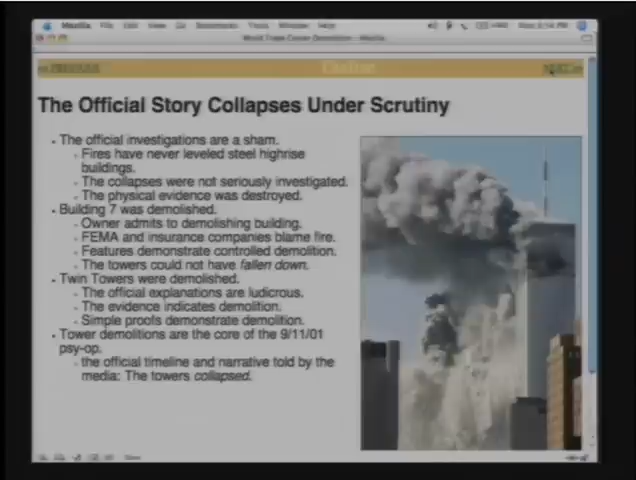 Mozilla File Edit View Go Bookmarks Tools Window Help
World Trade Center Demolition - Mozilla
The Official Story Collapses Under Scrutiny
The official investigations are a sham.
Fires have never leveled steel highrise
buildings.
The collapses were not seriously investigated.
The physical evidence was destroyed.
Building 7 was demolished.
Owner admits to demolishing building.
FEMA and insurance companies blame fire.
Features demonstrate controlled demolition.
The towers could not have fallen down.
Twin Towers were demolished.
The official explanations are ludicrous.
The evidence indicates demolition.
Simple proofs demonstrate demolition.
Tower demolitions are the core of the 9/11/01
psy-op.
the official timeline and narrative told by the
media: The towers collapsed.